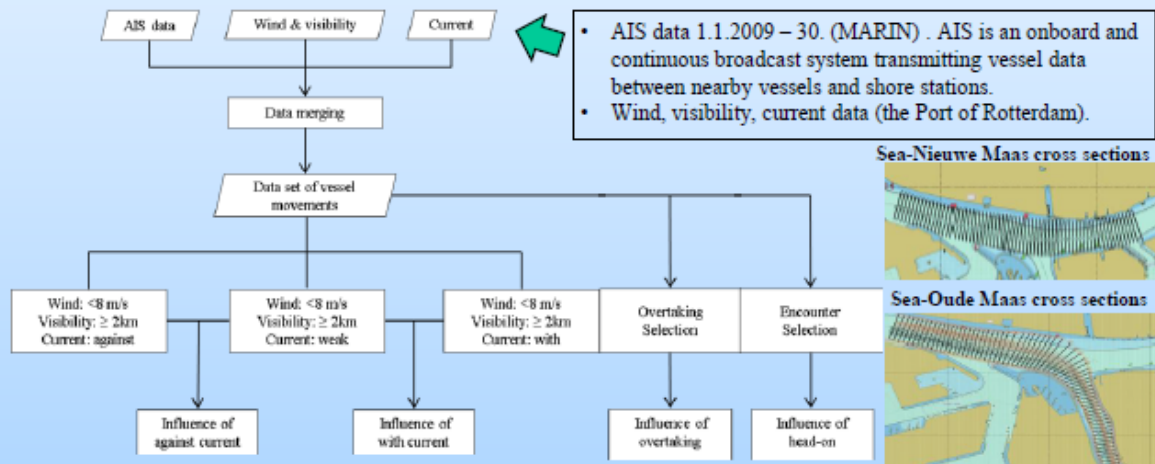 AIS data
Wind & visibility
Current
• AIS data 1.1.2009 – 30. (MARIN) . AIS is an onboard and
continuous broadcast system transmitting vessel data
between nearby vessels and shore stations.
• Wind, visibility, current data (the Port of Rotterdam).
Data merging
Data set of vessel
movements
Sea-Nieuwe Maas cross sections
Wind: <8 m/s
Visibility: ≥ 2km
Current: against
Wind: <8 m/s
Visibility: ≥ 2km
Current: weak
Wind: <8 m/s
Visibility: ≥ 2km
Current: with
Overtaking
Selection
Encounter
Selection
Sea-Oude Maas cross sections
Influence of
against current
Influence of
with current
Influence of
overtaking
Influence of
head-on